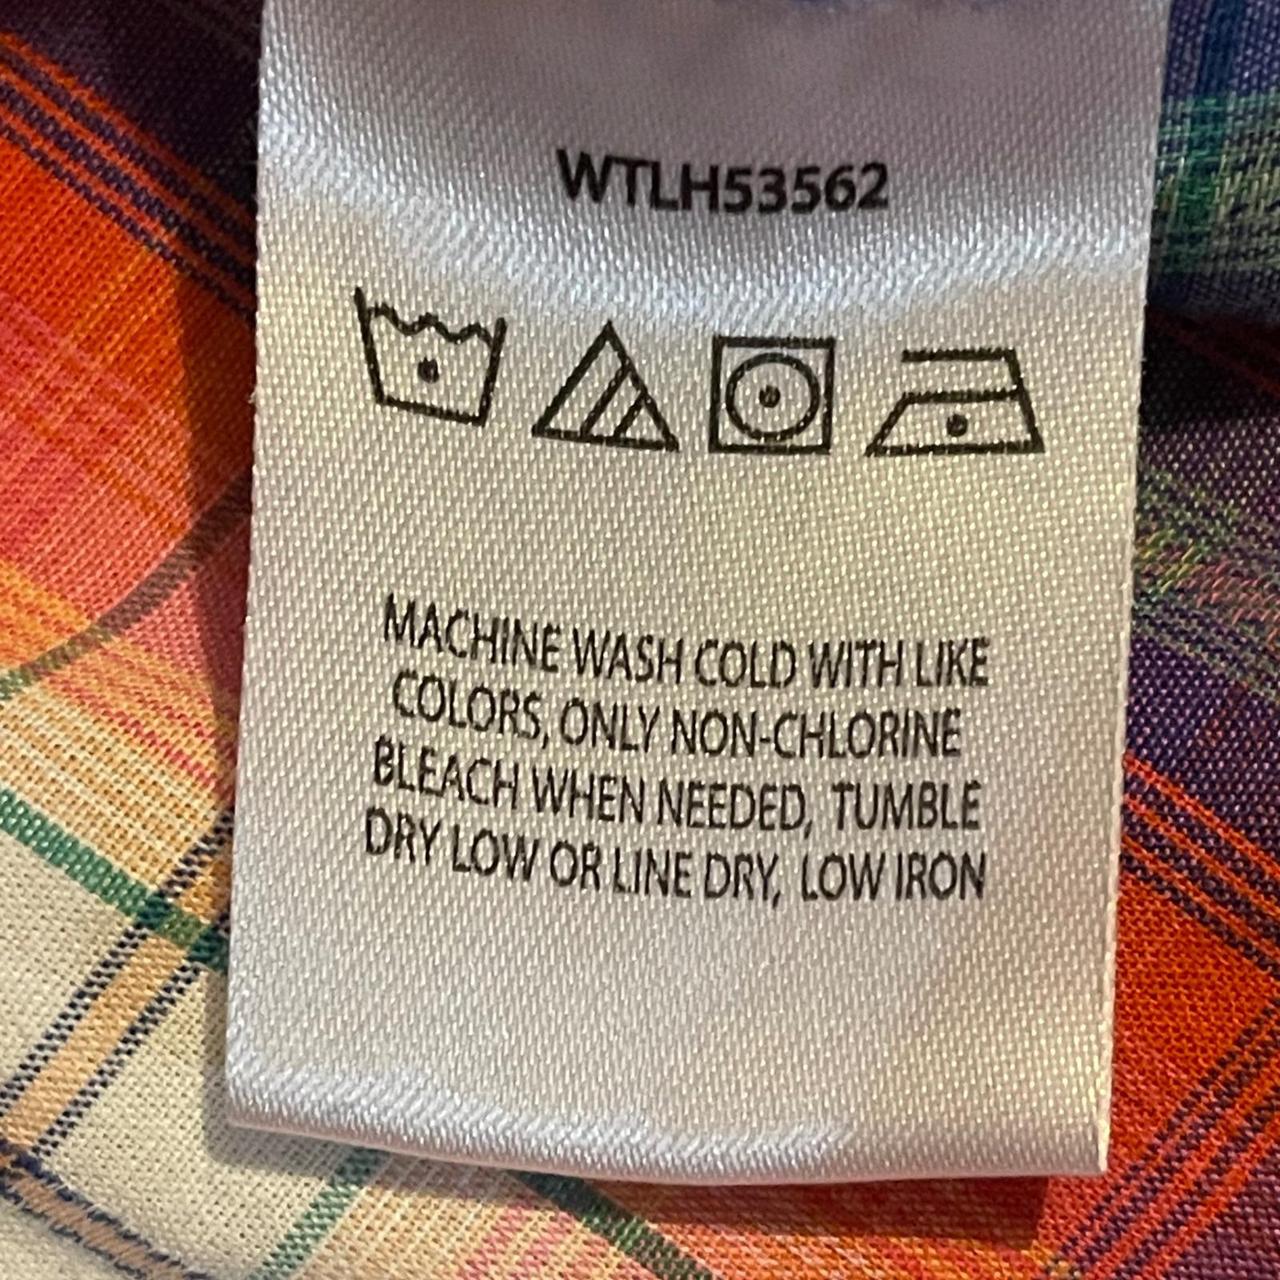 WTLH53562
MACHINE WASH COLD WITH LIKE
COLORS, ONLY NON-CHLORINE
BLEACH WHEN NEEDED, TUMBLE
DRY LOW OR LINE DRY, LOW IRON